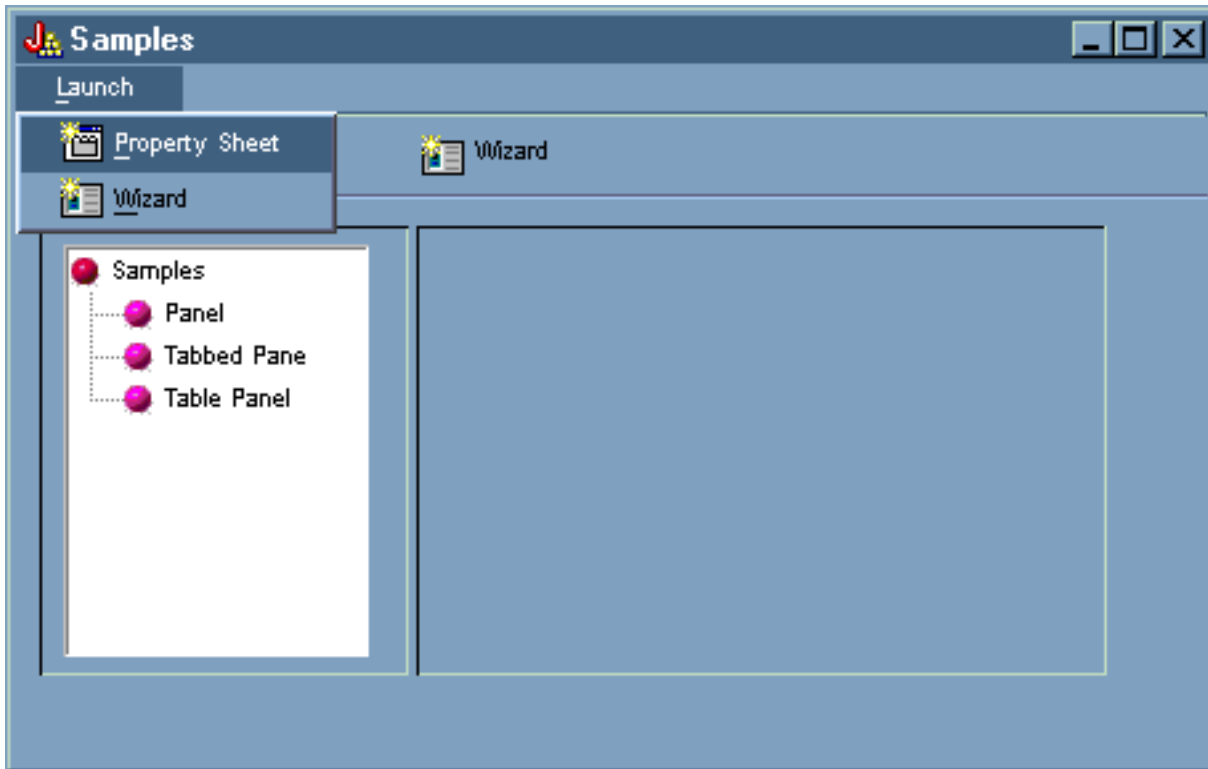 Samples
Launch
Property Sheet
Wizard
Wizard
Samples
Panel
Tabbed Pane
Table Panel